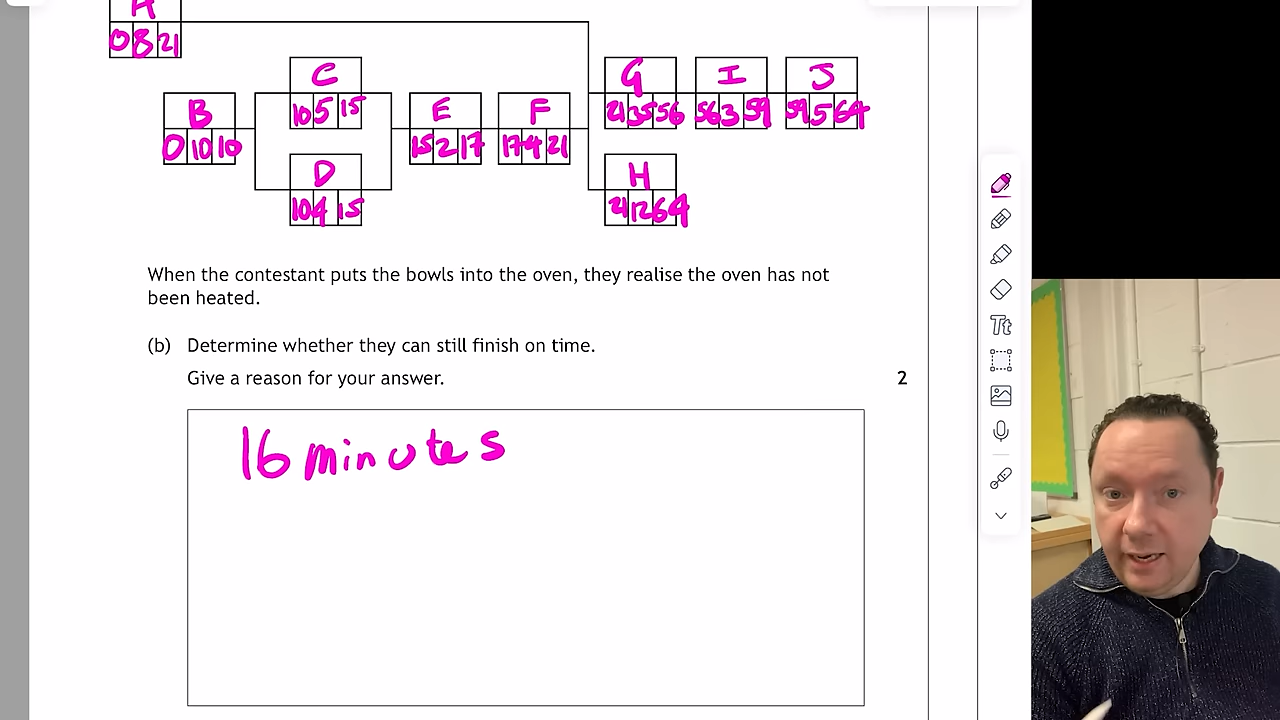 A
0 8 21
C
G
I
J
B
10 5 15
E
F
21 35 56
56 3 59
59 5 64
0 10 10
15 2 17
17 4 21
D
H
10 4 15
21 12 64
When the contestant puts the bowls into the oven, they realise the oven has not
been heated.
(b) Determine whether they can still finish on time.
Give a reason for your answer. 2
16 minutes
Tt